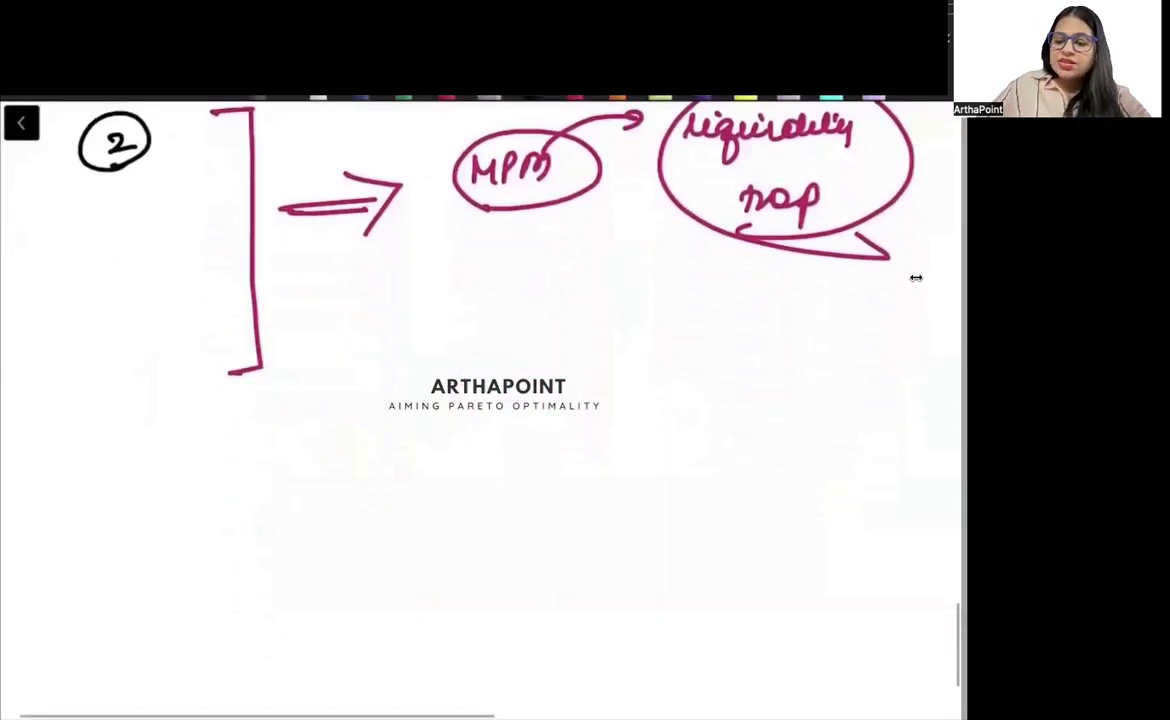 ArthaPoint
2
MPM
liquidity
trap
ARTHAPOINT
AIMING PARETO OPTIMALITY